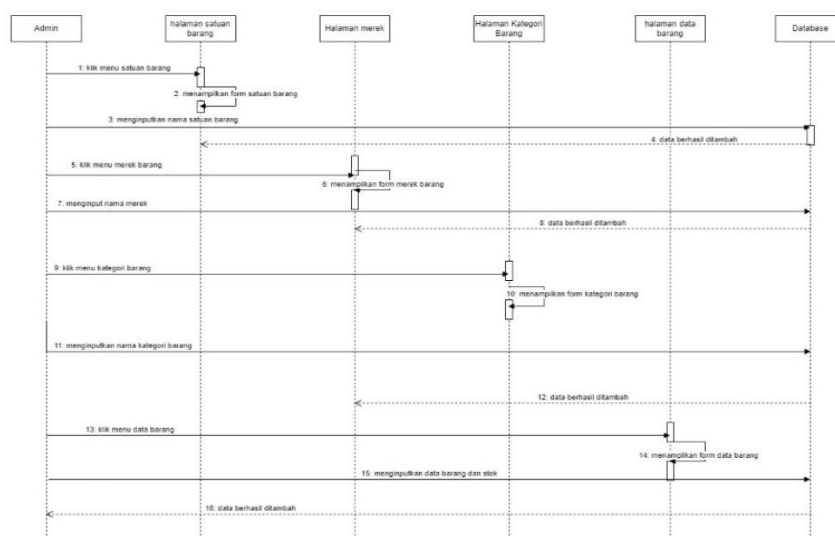 Admin
halaman satuan
barang
Halaman merek
Halaman Kategori
Barang
halaman data
barang
Database
1: klik menu satuan barang
2: menampilkan form satuan barang
3: menginputkan nama satuan barang
4: data berhasil ditambah
5: klik menu merek barang
6: menampilkan form merek barang
7: menginput nama merek
8: data berhasil ditambah
9: klik menu kategori barang
10: menampilkan form kategori barang
11: menginputkan nama kategori barang
12: data berhasil ditambah
13: klik menu data barang
14: menampilkan form data barang
15: menginputkan data barang dan stok
16: data berhasil ditambah